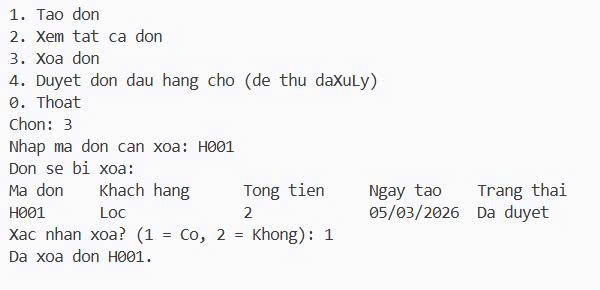 1. Tao don
2. Xem tat ca don
3. Xoa don
4. Duyet don dau hang cho (de thu daXuLy)
0. Thoat
Chon: 3
Nhap ma don can xoa: H001
Don se bi xoa:
Ma don    Khach hang      Tong tien     Ngay tao    Trang thai
H001      Loc             2             05/03/2026  Da duyet
Xac nhan xoa? (1 = Co, 2 = Khong): 1
Da xoa don H001.